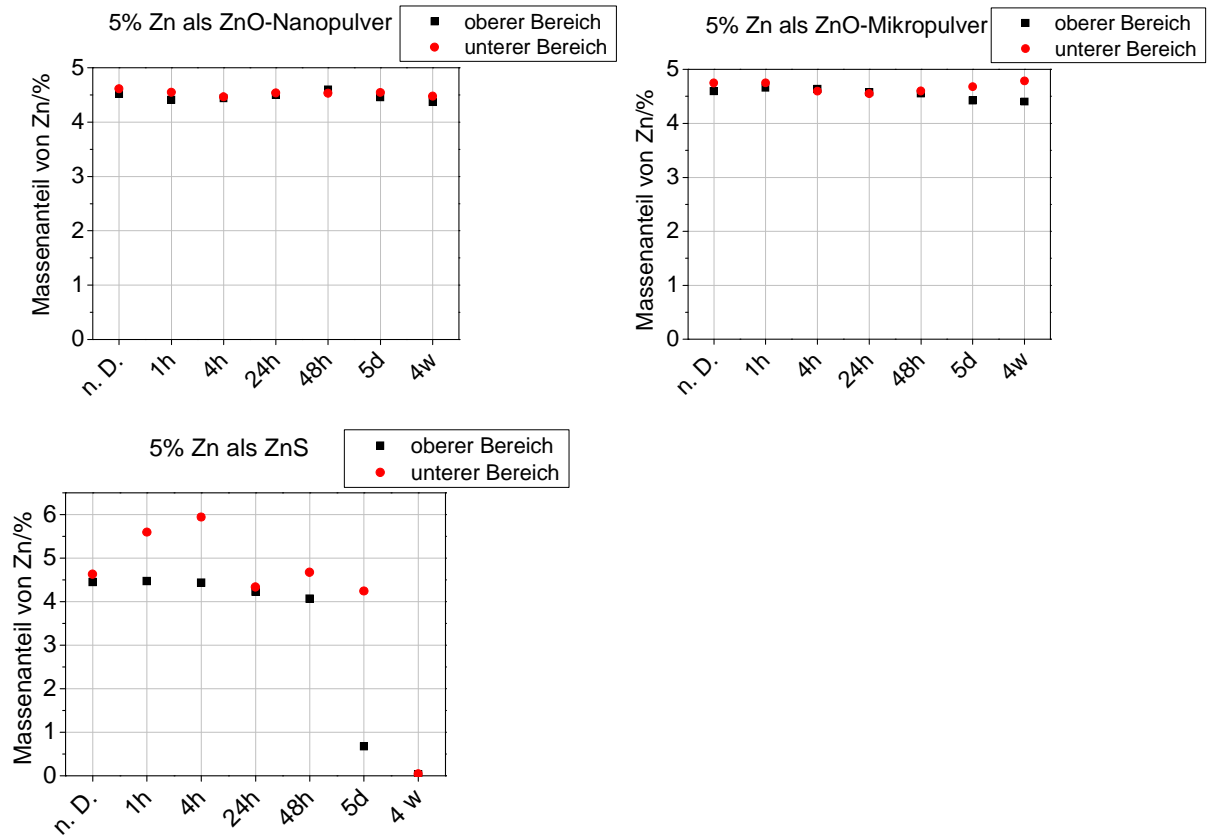 5% Zn als ZnO-Nanopulver
oberer Bereich
unterer Bereich
Massenanteil von Zn/%
5
4
3
2
1
0
n. D.
1h
4h
24h
48h
5d
4w
5% Zn als ZnO-Mikropulver
oberer Bereich
unterer Bereich
Massenanteil von Zn/%
5
4
3
2
1
0
n. D.
1h
4h
24h
48h
5d
4w
5% Zn als ZnS
oberer Bereich
unterer Bereich
Massenanteil von Zn/%
6
5
4
3
2
1
0
n. D.
1h
4h
24h
48h
5d
4 w